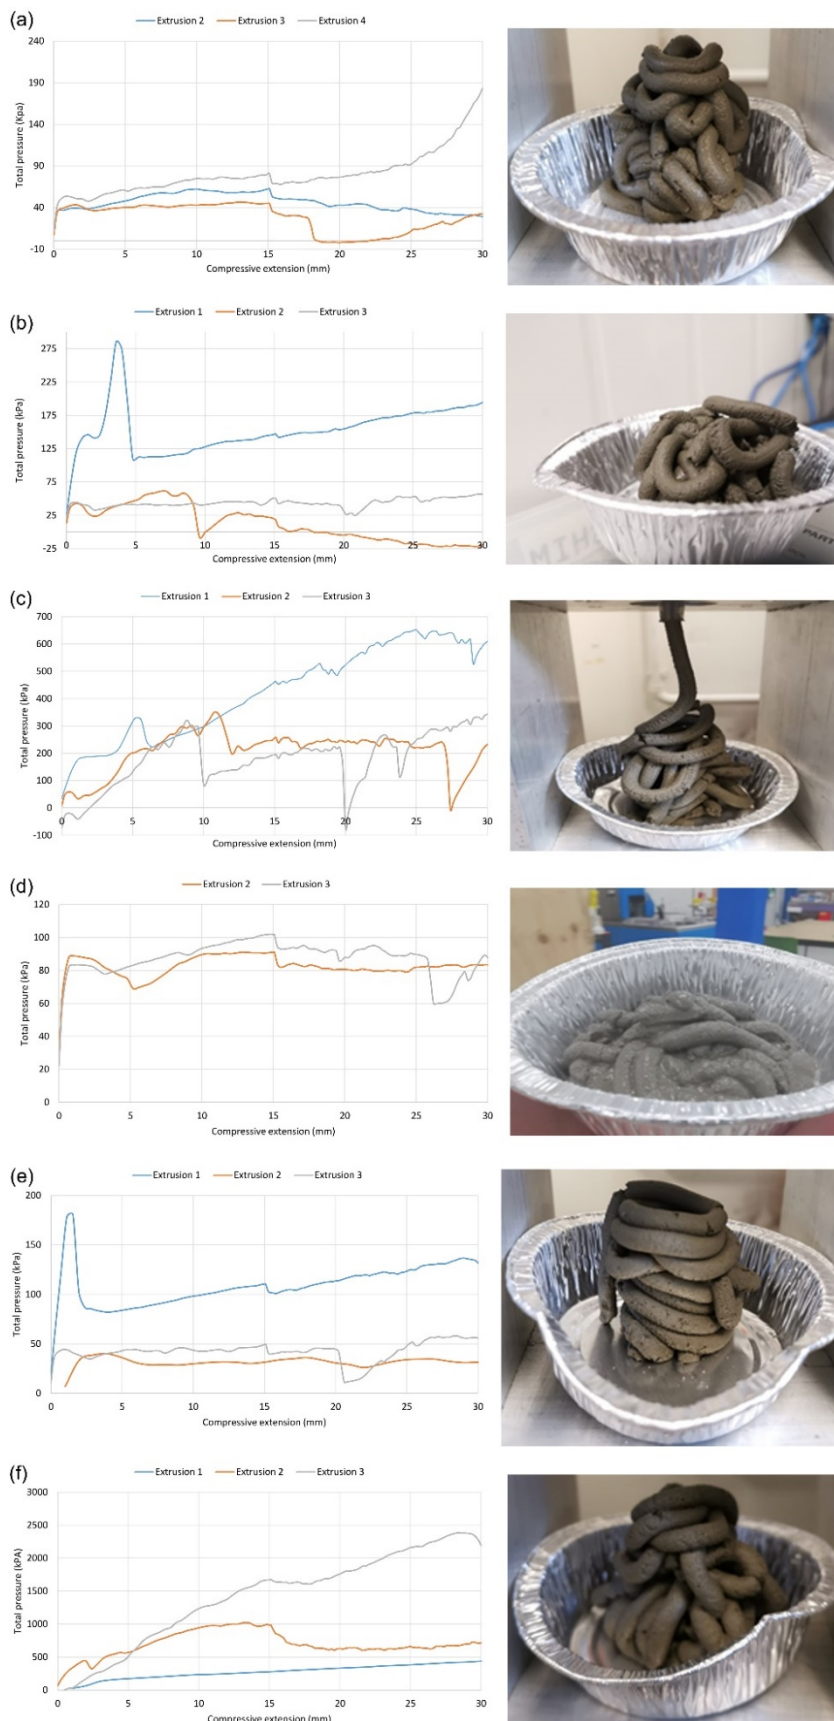 (a)
Extrusion 2 Extrusion 3 Extrusion 4
240
190
140
90
40
-10
Total pressure (Kpa)
0 5 10 15 20 25 30
Compressive extension (mm)
(b)
Extrusion 1 Extrusion 2 Extrusion 3
275
225
175
125
75
25
-25
Total pressure (kPa)
0 5 10 15 20 25 30
Compressive extension (mm)
PART
(c)
Extrusion 1 Extrusion 2 Extrusion 3
700
600
500
400
300
200
100
0
-100
Total pressure (kPa)
0 5 10 15 20 25 30
Compressive extension (mm)
(d)
Extrusion 2 Extrusion 3
120
100
80
60
40
20
0
Total pressure (kPa)
0 5 10 15 20 25 30
Compressive extension (mm)
(e)
Extrusion 1 Extrusion 2 Extrusion 3
200
150
100
50
0
Total pressure (kPa)
0 5 10 15 20 25 30
Compressive extension (mm)
(f)
Extrusion 1 Extrusion 2 Extrusion 3
3000
2500
2000
1500
1000
500
0
Total pressure (kPA)
0 5 10 15 20 25 30
Compressive extension (mm)